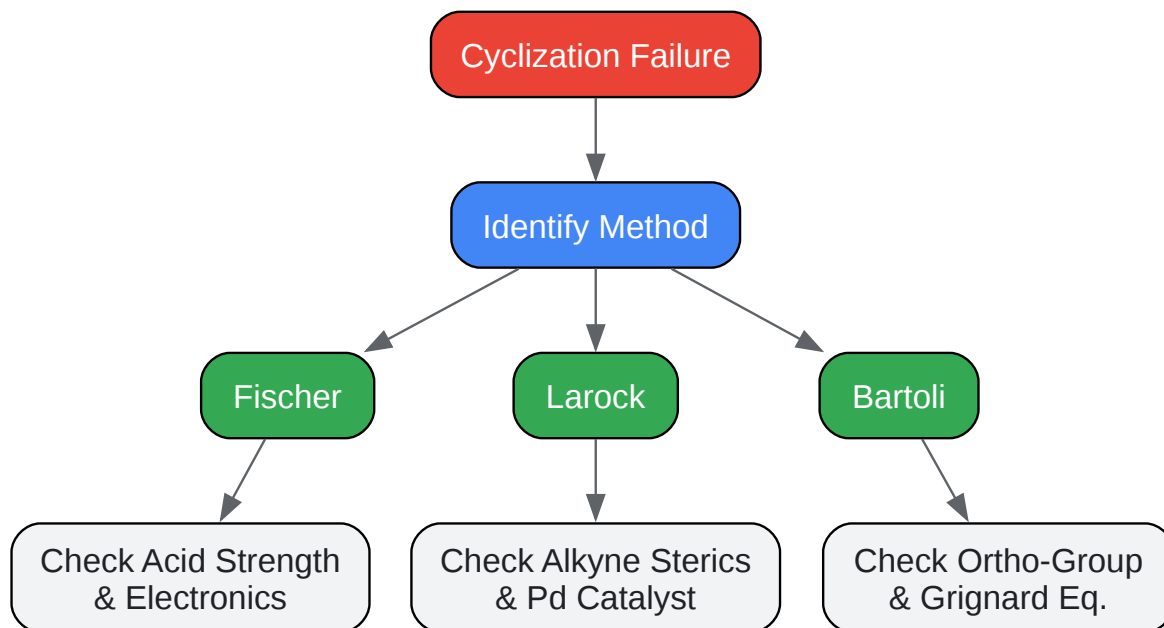 Cyclization Failure
Identify Method
Fischer
Larock
Bartoli
Check Acid Strength
& Electronics
Check Alkyne Sterics
& Pd Catalyst
Check Ortho-Group
& Grignard Eq.